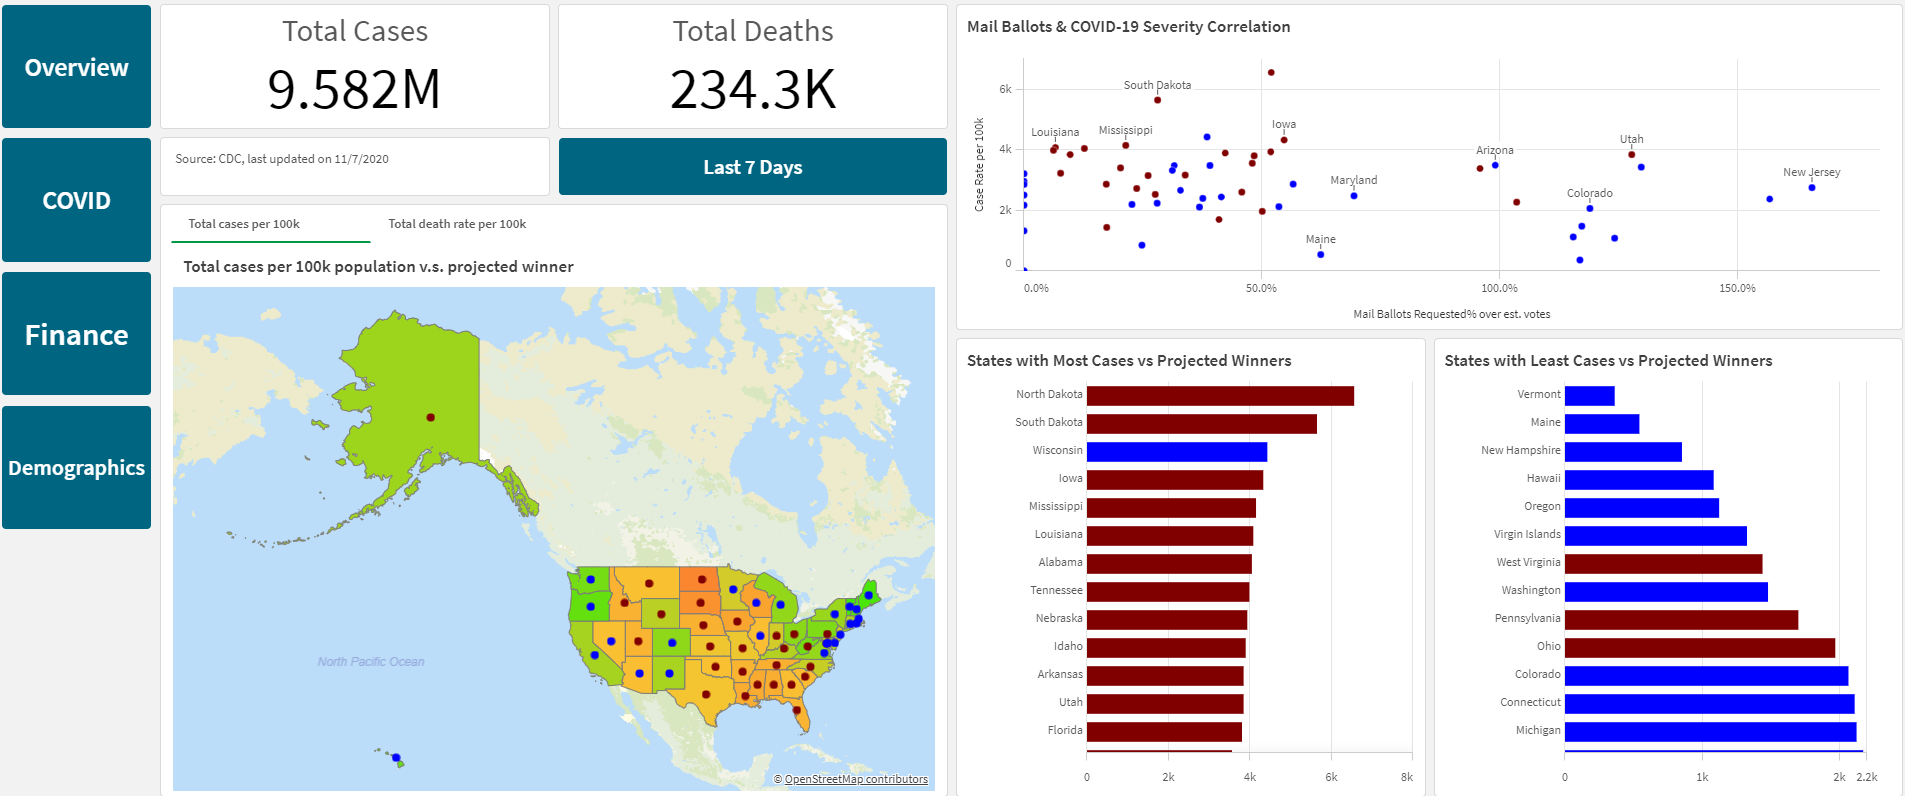 Overview
COVID
Finance
Demographics
Total Cases
9.582M
Total Deaths
234.3K
Source: CDC, last updated on 11/7/2020
Last 7 Days
Total cases per 100k
Total death rate per 100k
Total cases per 100k population v.s. projected winner
North Pacific Ocean
© OpenStreetMap contributors
Mail Ballots & COVID-19 Severity Correlation
Case Rate per 100k
6k
4k
2k
0
South Dakota
Louisiana
Mississippi
Iowa
Utah
Arizona
Maryland
New Jersey
Colorado
Maine
0.0%
50.0%
100.0%
150.0%
Mail Ballots Requested% over est. votes
States with Most Cases vs Projected Winners
North Dakota
South Dakota
Wisconsin
Iowa
Mississippi
Louisiana
Alabama
Tennessee
Nebraska
Idaho
Arkansas
Utah
Florida
0
2k
4k
6k
8k
States with Least Cases vs Projected Winners
Vermont
Maine
New Hampshire
Hawaii
Oregon
Virgin Islands
West Virginia
Washington
Pennsylvania
Ohio
Colorado
Connecticut
Michigan
0
1k
2k
2.2k